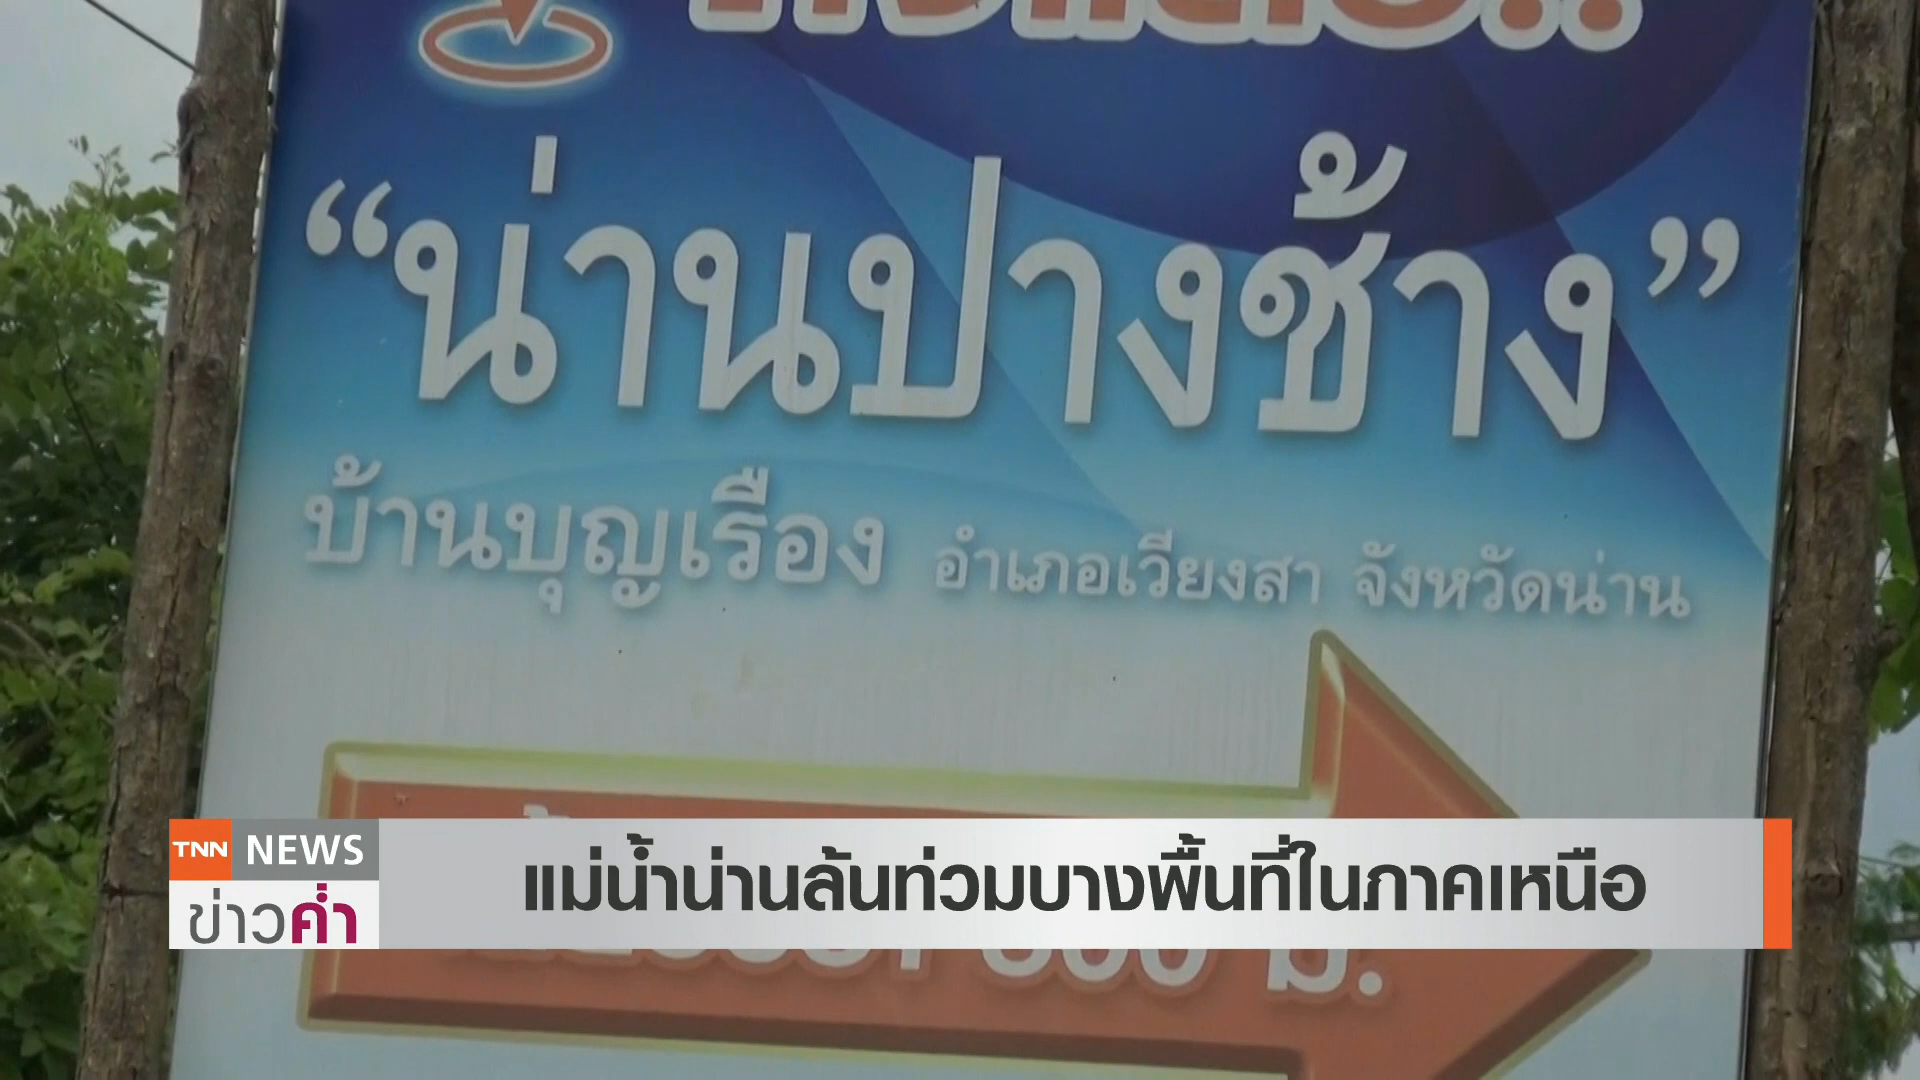 “น่านปางช้าง”
บ้านบุญเรือง อำเภอเวียงสา จังหวัดน่าน
ม.
TNN NEWS
ข่าวค่ำ
แม่น้ำน่านล้นท่วมบางพื้นที่ในภาคเหนือ